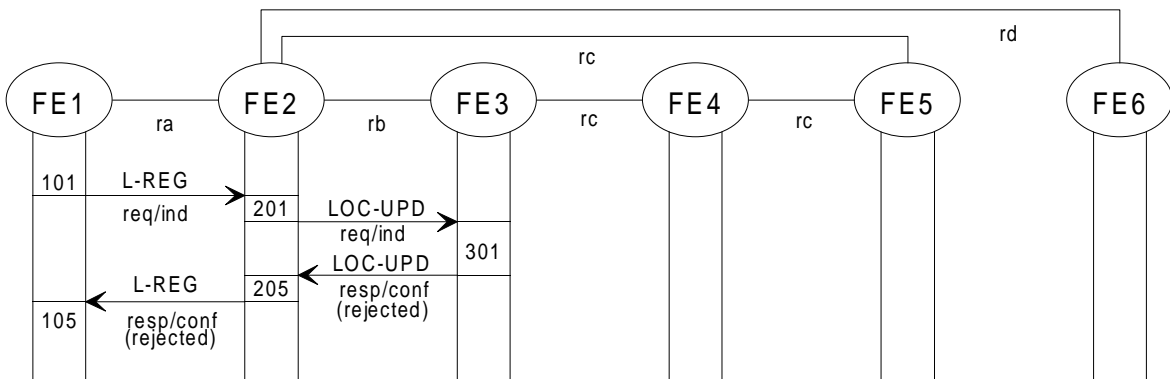 rd
rc
FE1
FE2
FE3
FE4
FE5
FE6
ra
rb
rc
rc
101
L-REG
req/ind
201
LOC-UPD
req/ind
301
LOC-UPD
resp/conf
(rejected)
205
L-REG
resp/conf
(rejected)
105